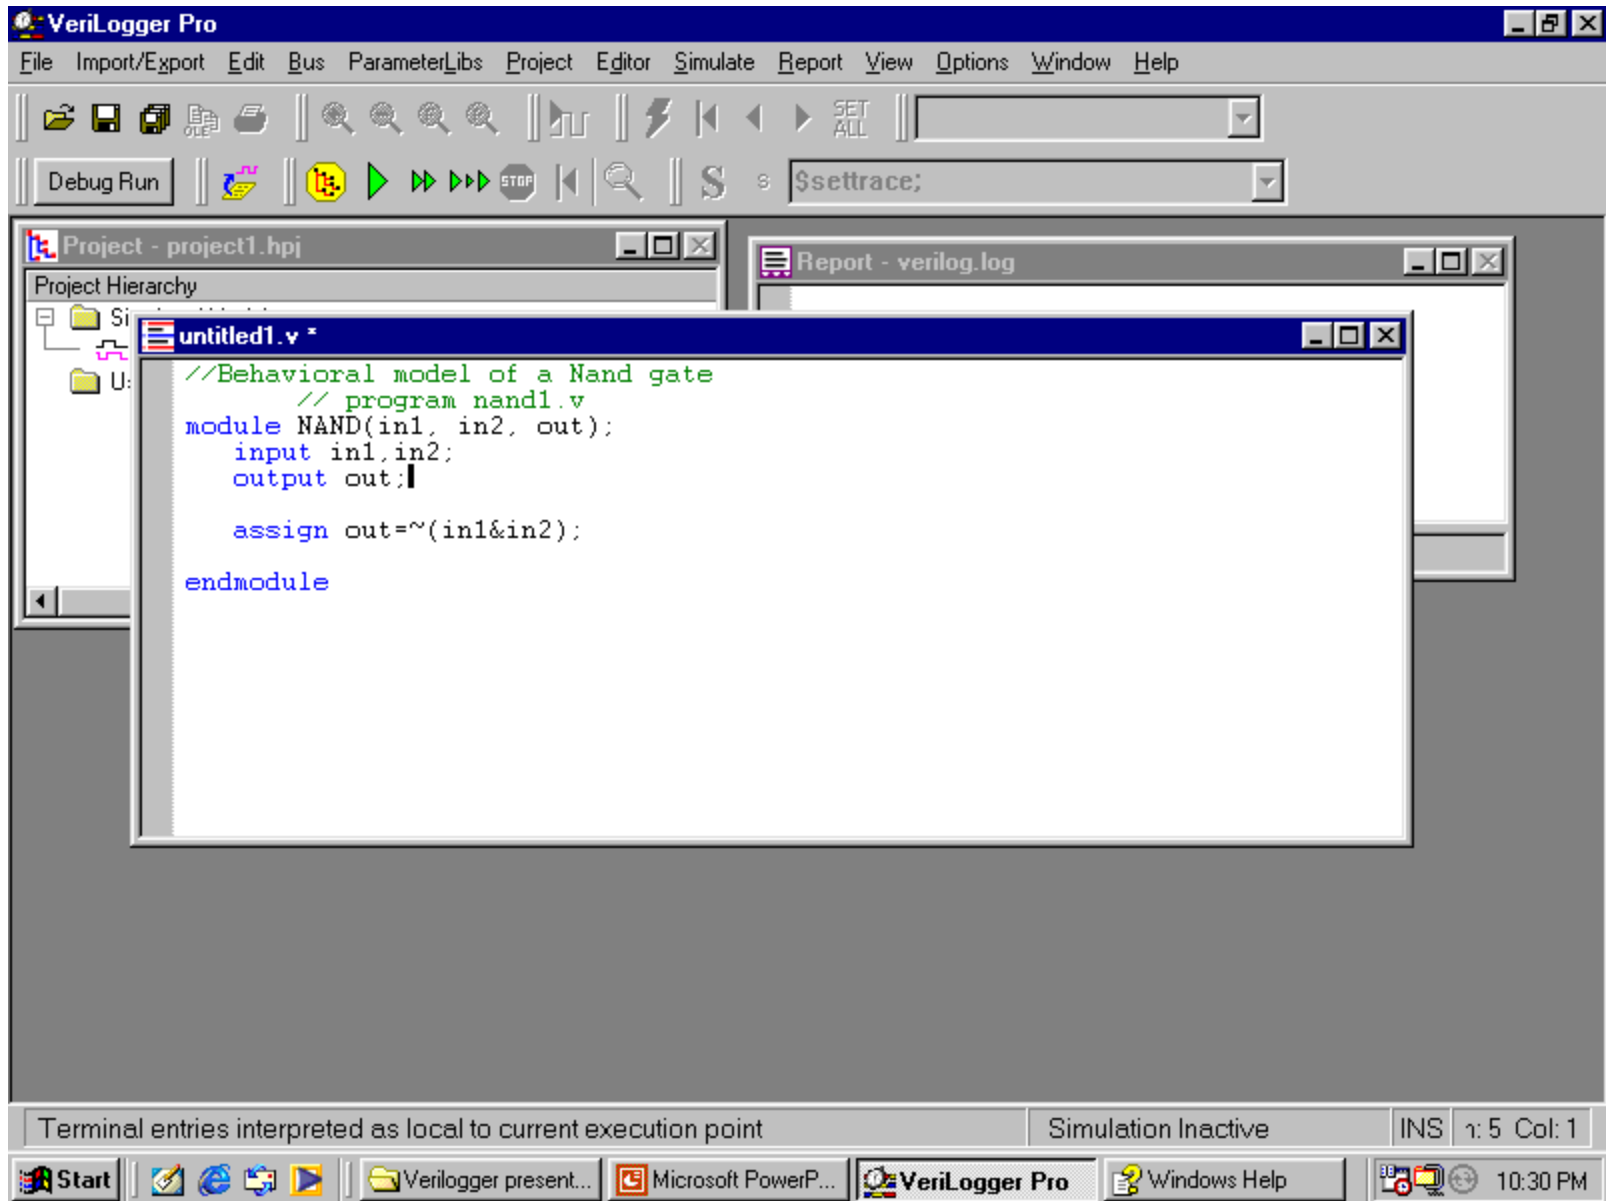 VeriLogger Pro
File Import/Export Edit Bus ParameterLibs Project Editor Simulate Report View Options Window Help
OLE SET ALL
Debug Run STOP S s $settrace;
Project - project1.hpj
Report - verilog.log
Project Hierarchy
untitled1.v *
//Behavioral model of a Nand gate
// program nand1.v
module NAND(in1, in2, out);
input in1,in2;
output out;
assign out=~(in1&in2);
endmodule
Terminal entries interpreted as local to current execution point Simulation Inactive INS 5 Col: 1
Start Verilogger present... Microsoft PowerP... VeriLogger Pro Windows Help 10:30 PM